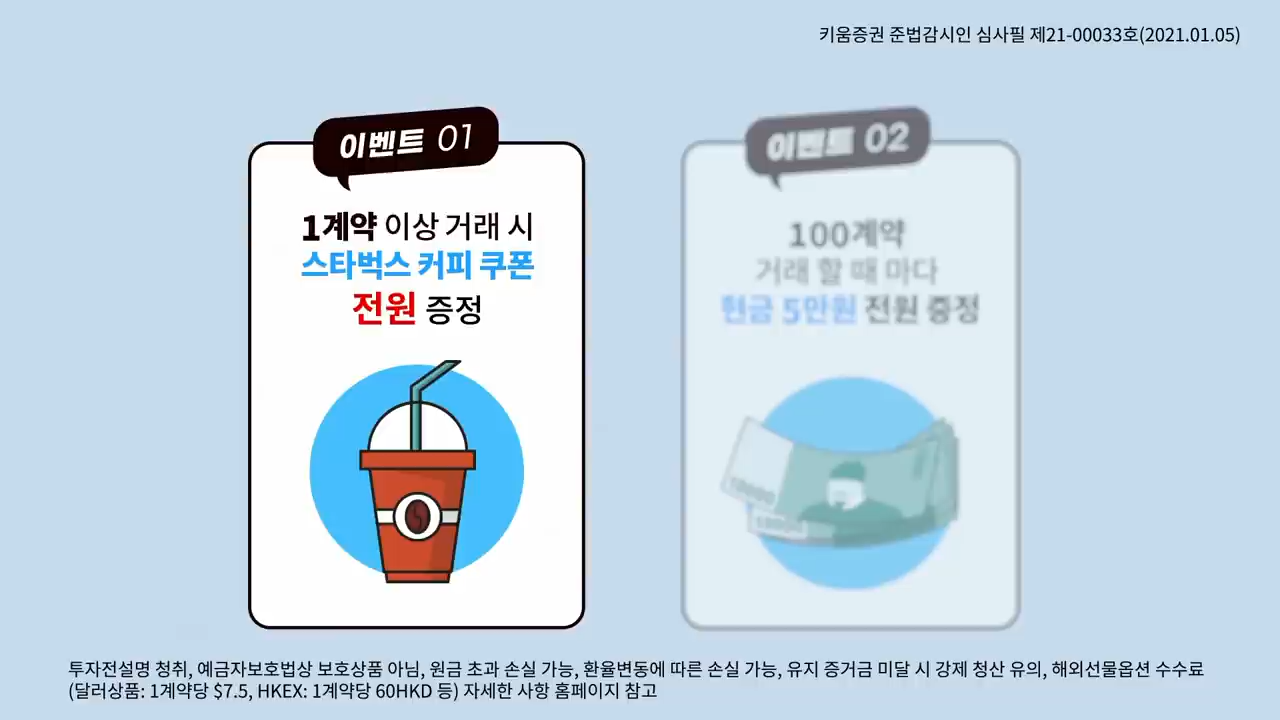 키움증권 준법감시인 심사필 제21-00033호(2021.01.05)
이벤트 01
1계약 이상 거래 시
스타벅스 커피 쿠폰
전원 증정
이벤트 02
100계약
거래 할 때 마다
현금 5만원 전원 증정
10000
10000
투자전설명 청취, 예금자보호법상 보호상품 아님, 원금 초과 손실 가능, 환율변동에 따른 손실 가능, 유지 증거금 미달 시 강제 청산 유의, 해외선물옵션 수수료
(달러상품: 1계약당 $7.5, HKEX: 1계약당 60HKD 등) 자세한 사항 홈페이지 참고